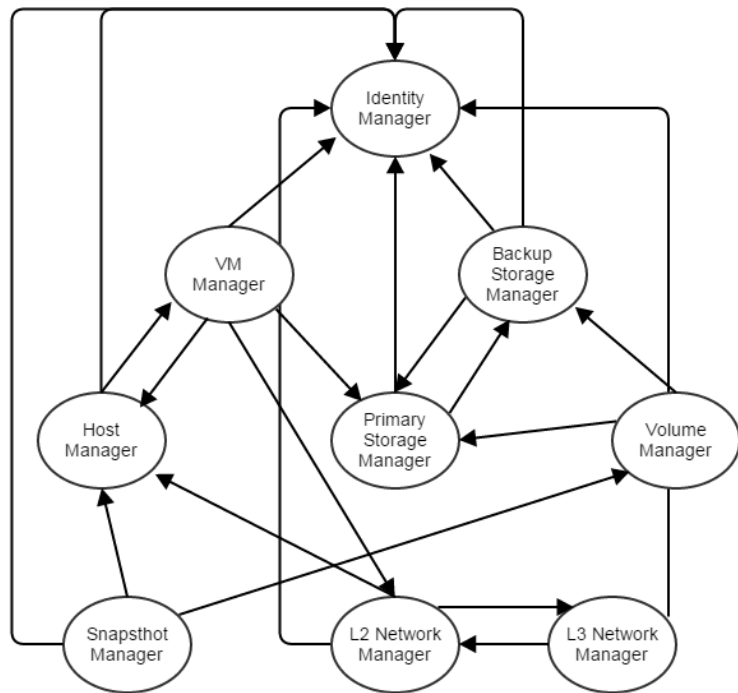 Identity
Manager
VM
Manager
Backup
Storage
Manager
Host
Manager
Primary
Storage
Manager
Volume
Manager
Snapsthot
Manager
L2 Network
Manager
L3 Network
Manager